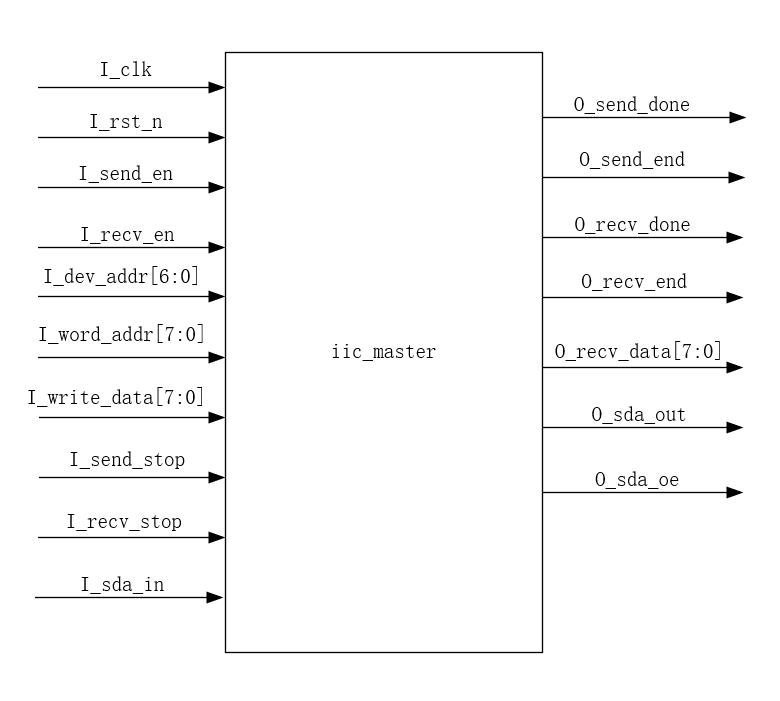 I_clk
I_rst_n
I_send_en
I_recv_en
I_dev_addr[6:0]
I_word_addr[7:0]
I_write_data[7:0]
I_send_stop
I_recv_stop
I_sda_in
iic_master
O_send_done
O_send_end
O_recv_done
O_recv_end
O_recv_data[7:0]
O_sda_out
O_sda_oe